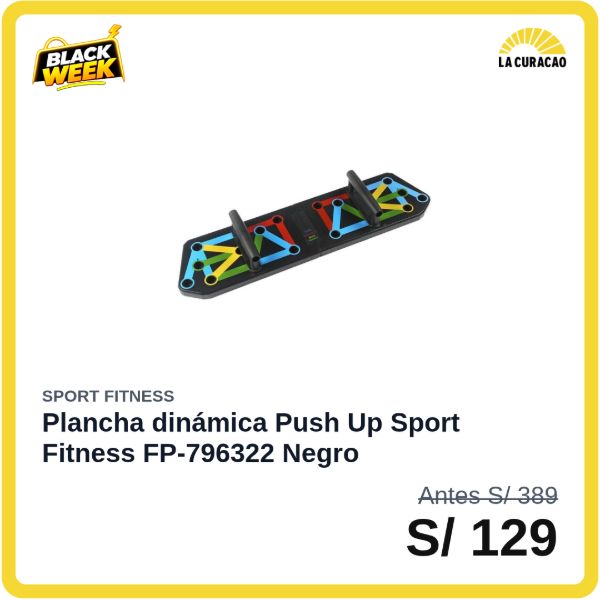 BLACK
WEEK
LA CURACAO
SPORT FITNESS
Plancha dinámica Push Up Sport
Fitness FP-796322 Negro
Antes S/ 389
S/ 129